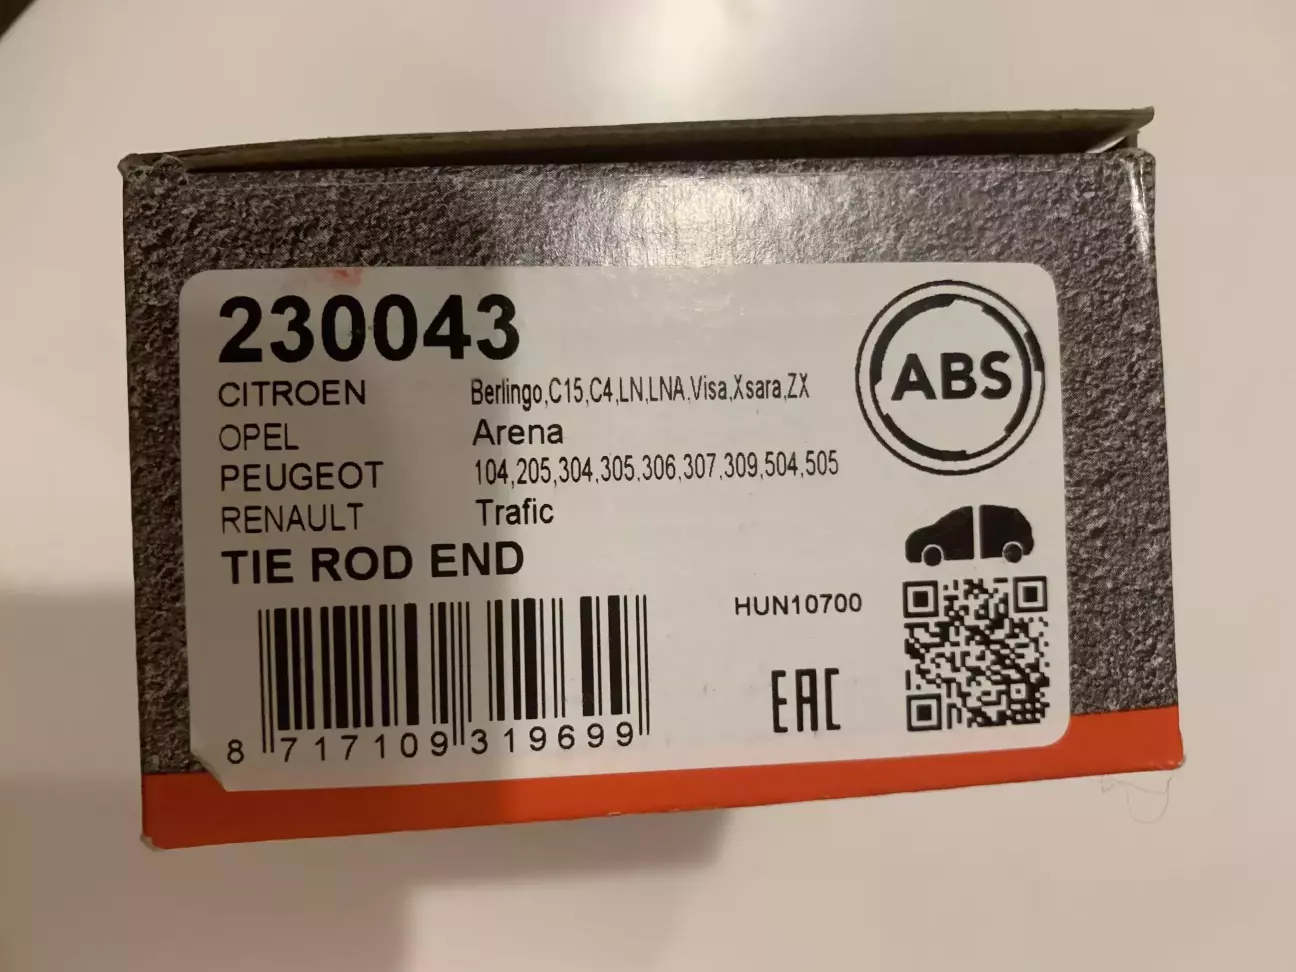 230043
CITROEN Berlingo,C15,C4,LN,LNA,Visa,Xsara,ZX
OPEL Arena
PEUGEOT 104,205,304,305,306,307,309,504,505
RENAULT Trafic
TIE ROD END
ABS
HUN10700
EAC
8 717109 319699